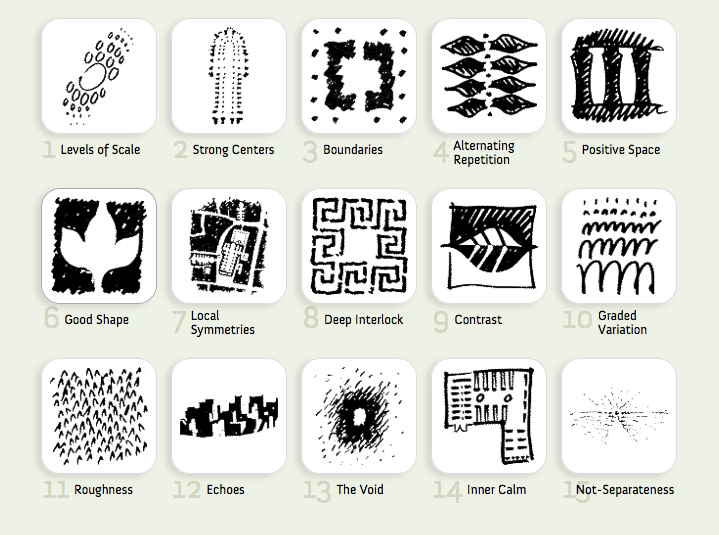 1 Levels of Scale
2 Strong Centers
3 Boundaries
4 Alternating
Repetition
5 Positive Space
6 Good Shape
7 Local
Symmetries
8 Deep Interlock
9 Contrast
10 Graded
Variation
11 Roughness
12 Echoes
13 The Void
14 Inner Calm
15 Not-Separateness